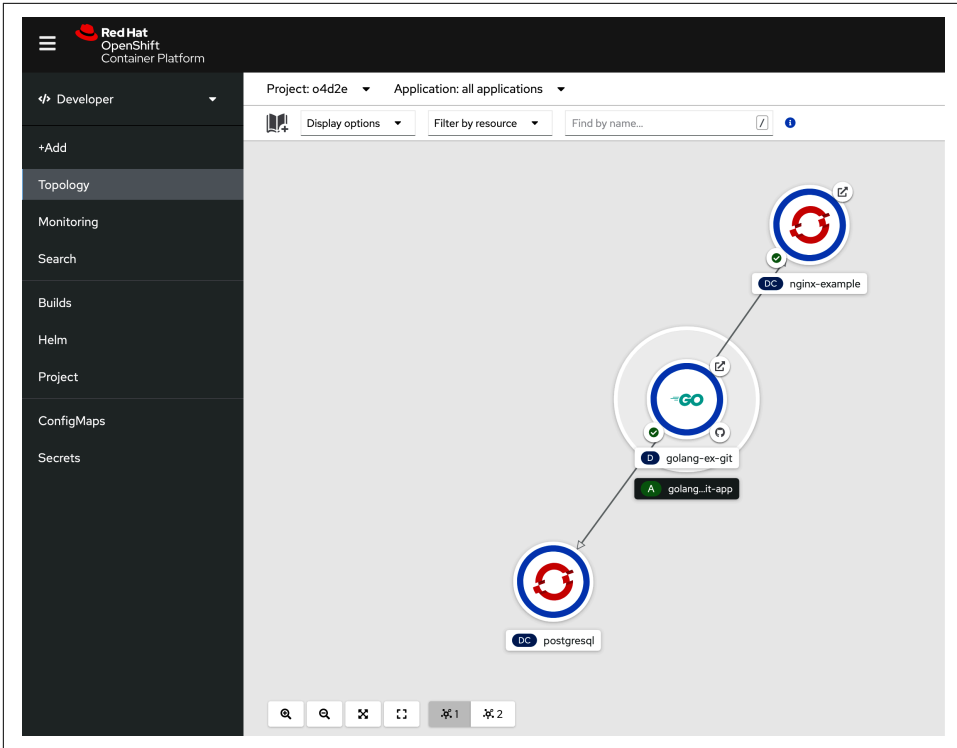 Red Hat
OpenShift
Container Platform
</> Developer
Project: o4d2e
Application: all applications
Display options
Filter by resource
Find by name...
/
i
+Add
Topology
Monitoring
Search
Builds
Helm
Project
ConfigMaps
Secrets
DC nginx-example
GO
D golang-ex-git
A golang...it-app
DC postgresql
1
2